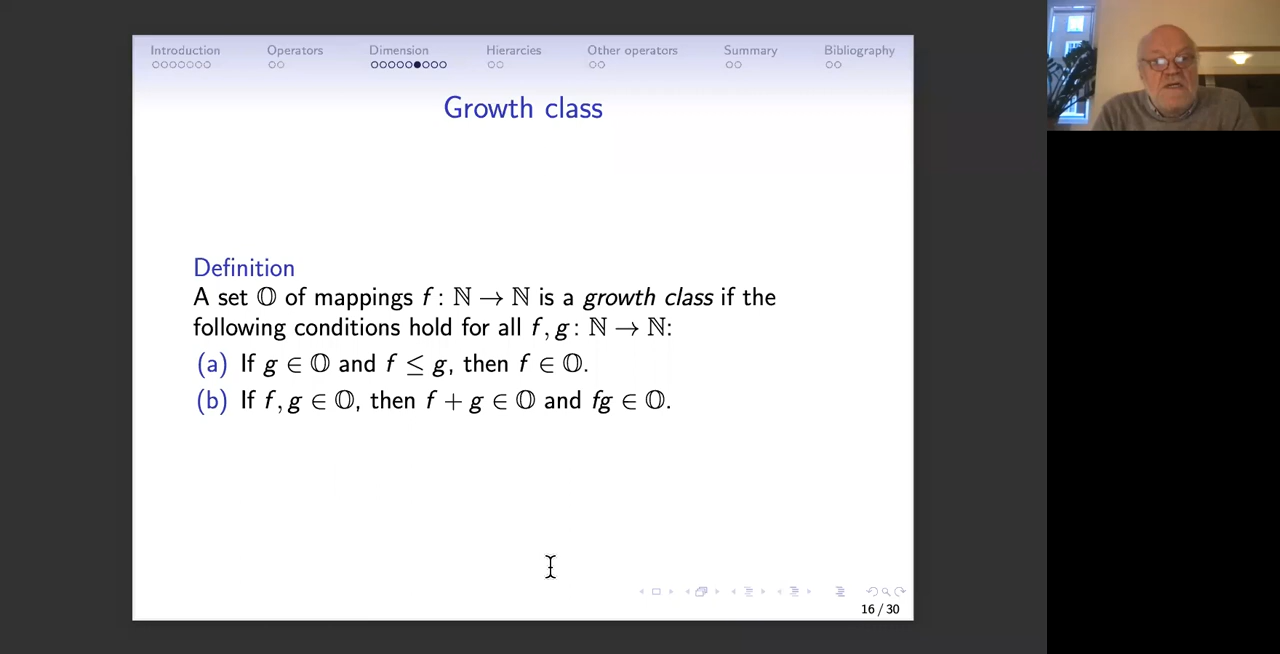 Introduction Operators Dimension Hierarcies Other operators Summary Bibliography
Growth class
Definition
A set 𝕆 of mappings f : ℕ → ℕ is a growth class if the
following conditions hold for all f, g : ℕ → ℕ:
(a) If g ∈ 𝕆 and f ≤ g, then f ∈ 𝕆.
(b) If f, g ∈ 𝕆, then f + g ∈ 𝕆 and fg ∈ 𝕆.
16 / 30